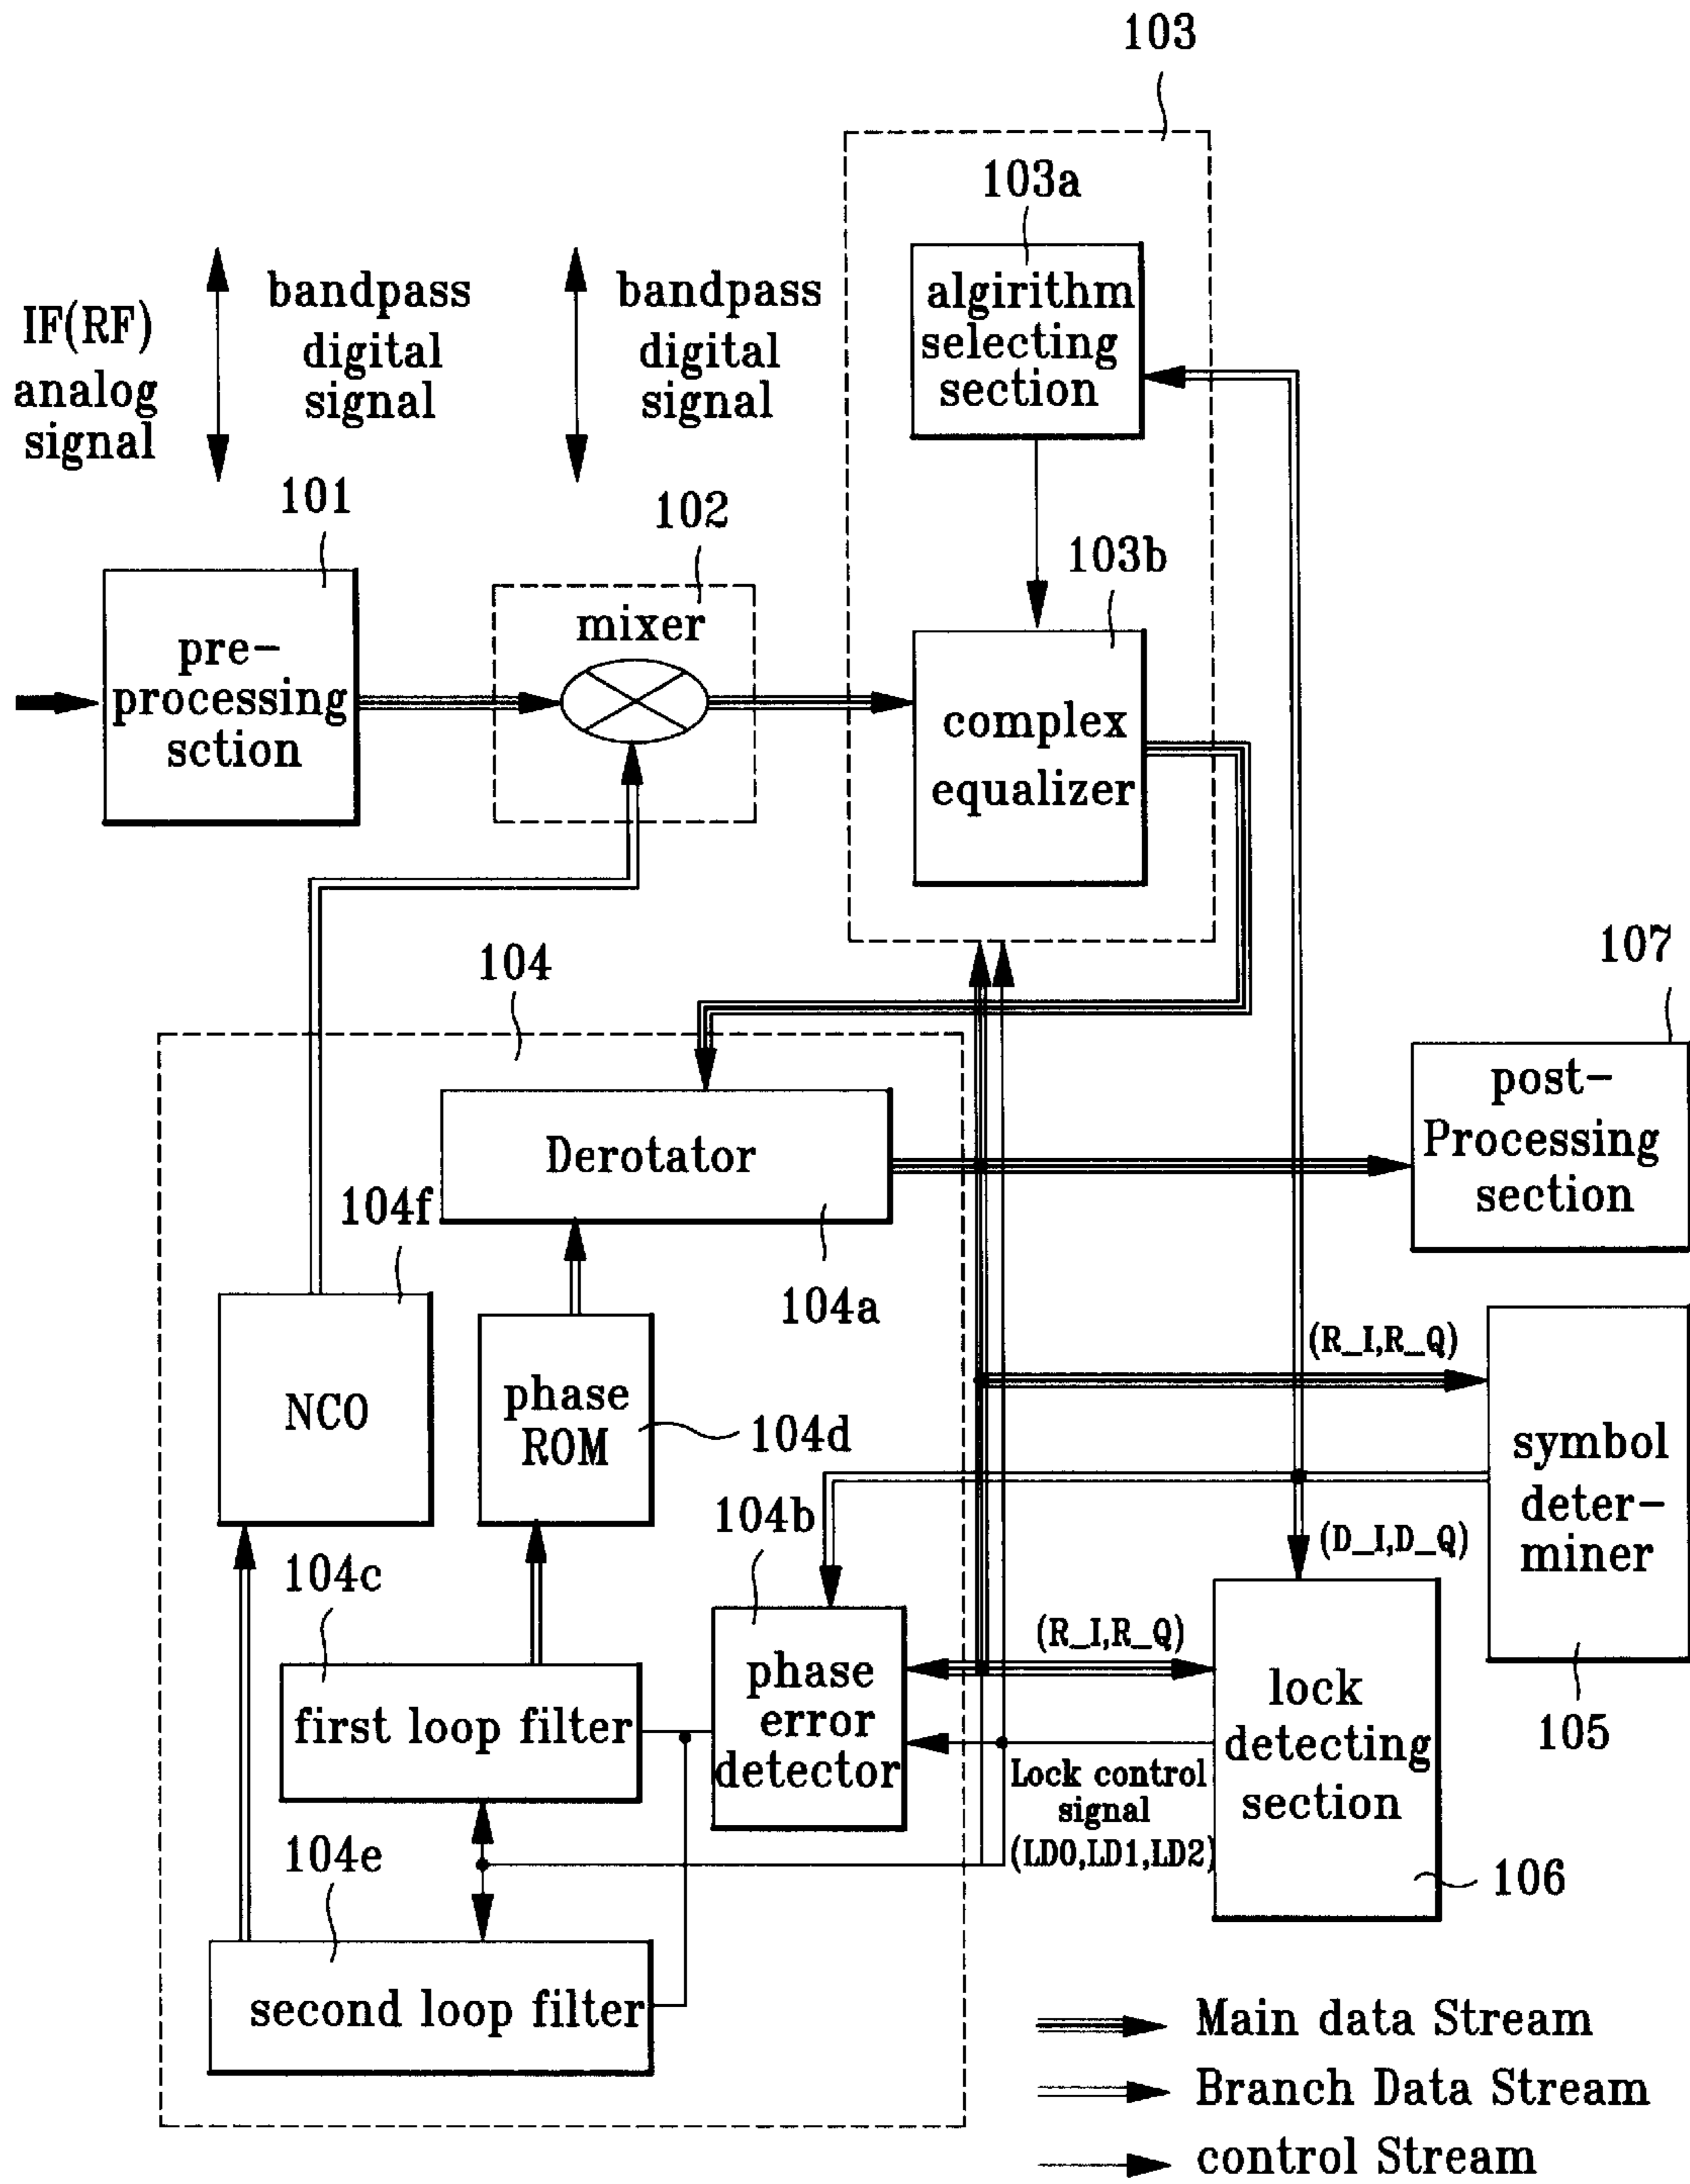 103
103a
algirithm
selecting
section
IF(RF)
analog
signal
bandpass
digital
signal
bandpass
digital
signal
101
102
103b
pre-
processing
sction
mixer
complex
equalizer
104
107
Derotator
post-
Processing
section
104f
104a
NCO
phase
ROM
104d
(R_I,R_Q)
symbol
deter-
miner
104b
(D_I,D_Q)
104c
first loop filter
phase
error
detector
(R_I,R_Q)
lock
detecting
section
105
Lock control
signal
(LD0,LD1,LD2)
104e
106
second loop filter
Main data Stream
Branch Data Stream
control Stream